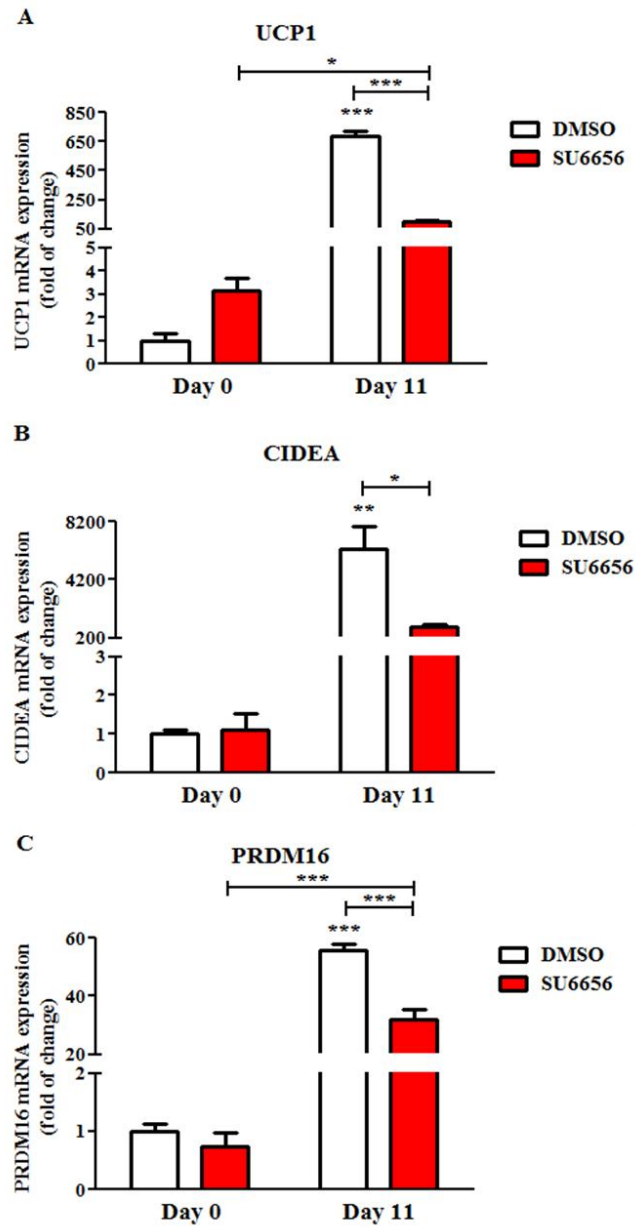 A
UCP1
*
***
***
850
650
450
250
50
5
4
3
2
1
0
UCP1 mRNA expression
(fold of change)
DMSO
SU6656
Day 0
Day 11
B
CIDEA
*
**
8200
4200
200
3
2
1
0
CIDEA mRNA expression
(fold of change)
DMSO
SU6656
Day 0
Day 11
C
PRDM16
***
***
***
60
40
20
2
1
0
PRDM16 mRNA expression
(fold of change)
DMSO
SU6656
Day 0
Day 11